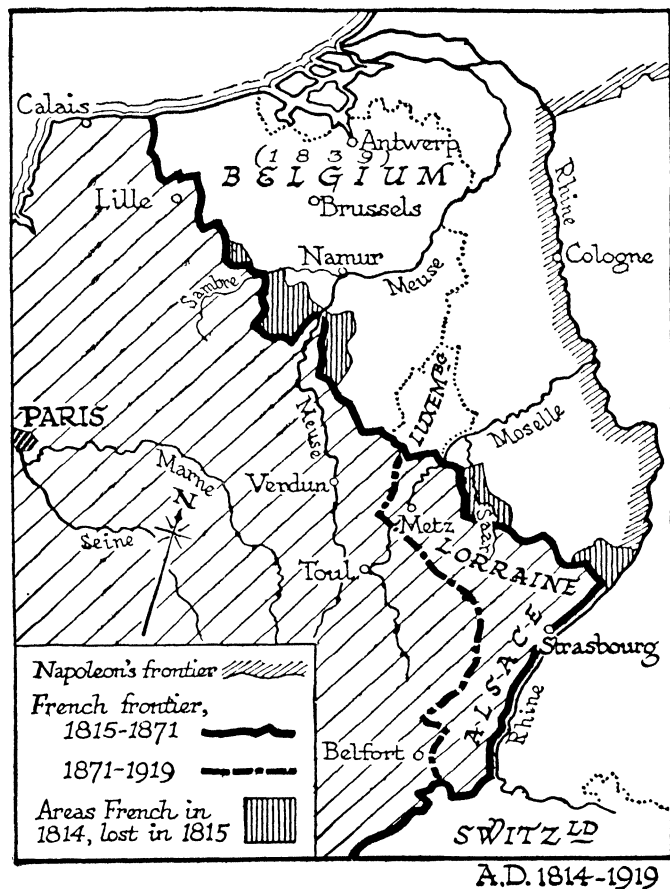 Calais
Antwerp
(1839)
BELGIUM
Lille
Brussels
Rhine
Namur
Cologne
Meuse
Sambre
LUXEMBG.
PARIS
Meuse
Moselle
Marne
Verdun
N
Metz
Saar
Seine
LORRAINE
Toul
ALSACE
Strasbourg
Rhine
Belfort
SWITZLD
Napoleon's frontier
French frontier,
1815-1871
1871-1919
Areas French in
1814, lost in 1815
A.D. 1814-1919